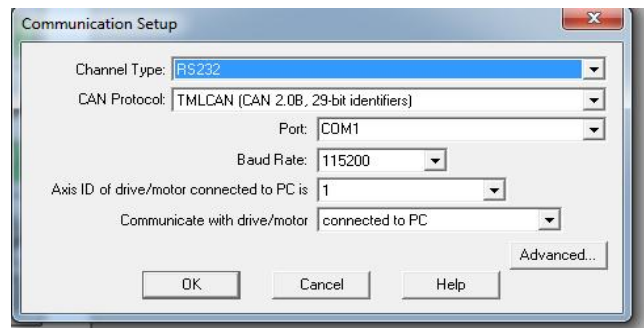 Communication Setup
Channel Type: RS232
CAN Protocol: TMLCAN (CAN 2.0B, 29-bit identifiers)
Port: COM1
Baud Rate: 115200
Axis ID of drive/motor connected to PC is 1
Communicate with drive/motor connected to PC
Advanced...
OK Cancel Help